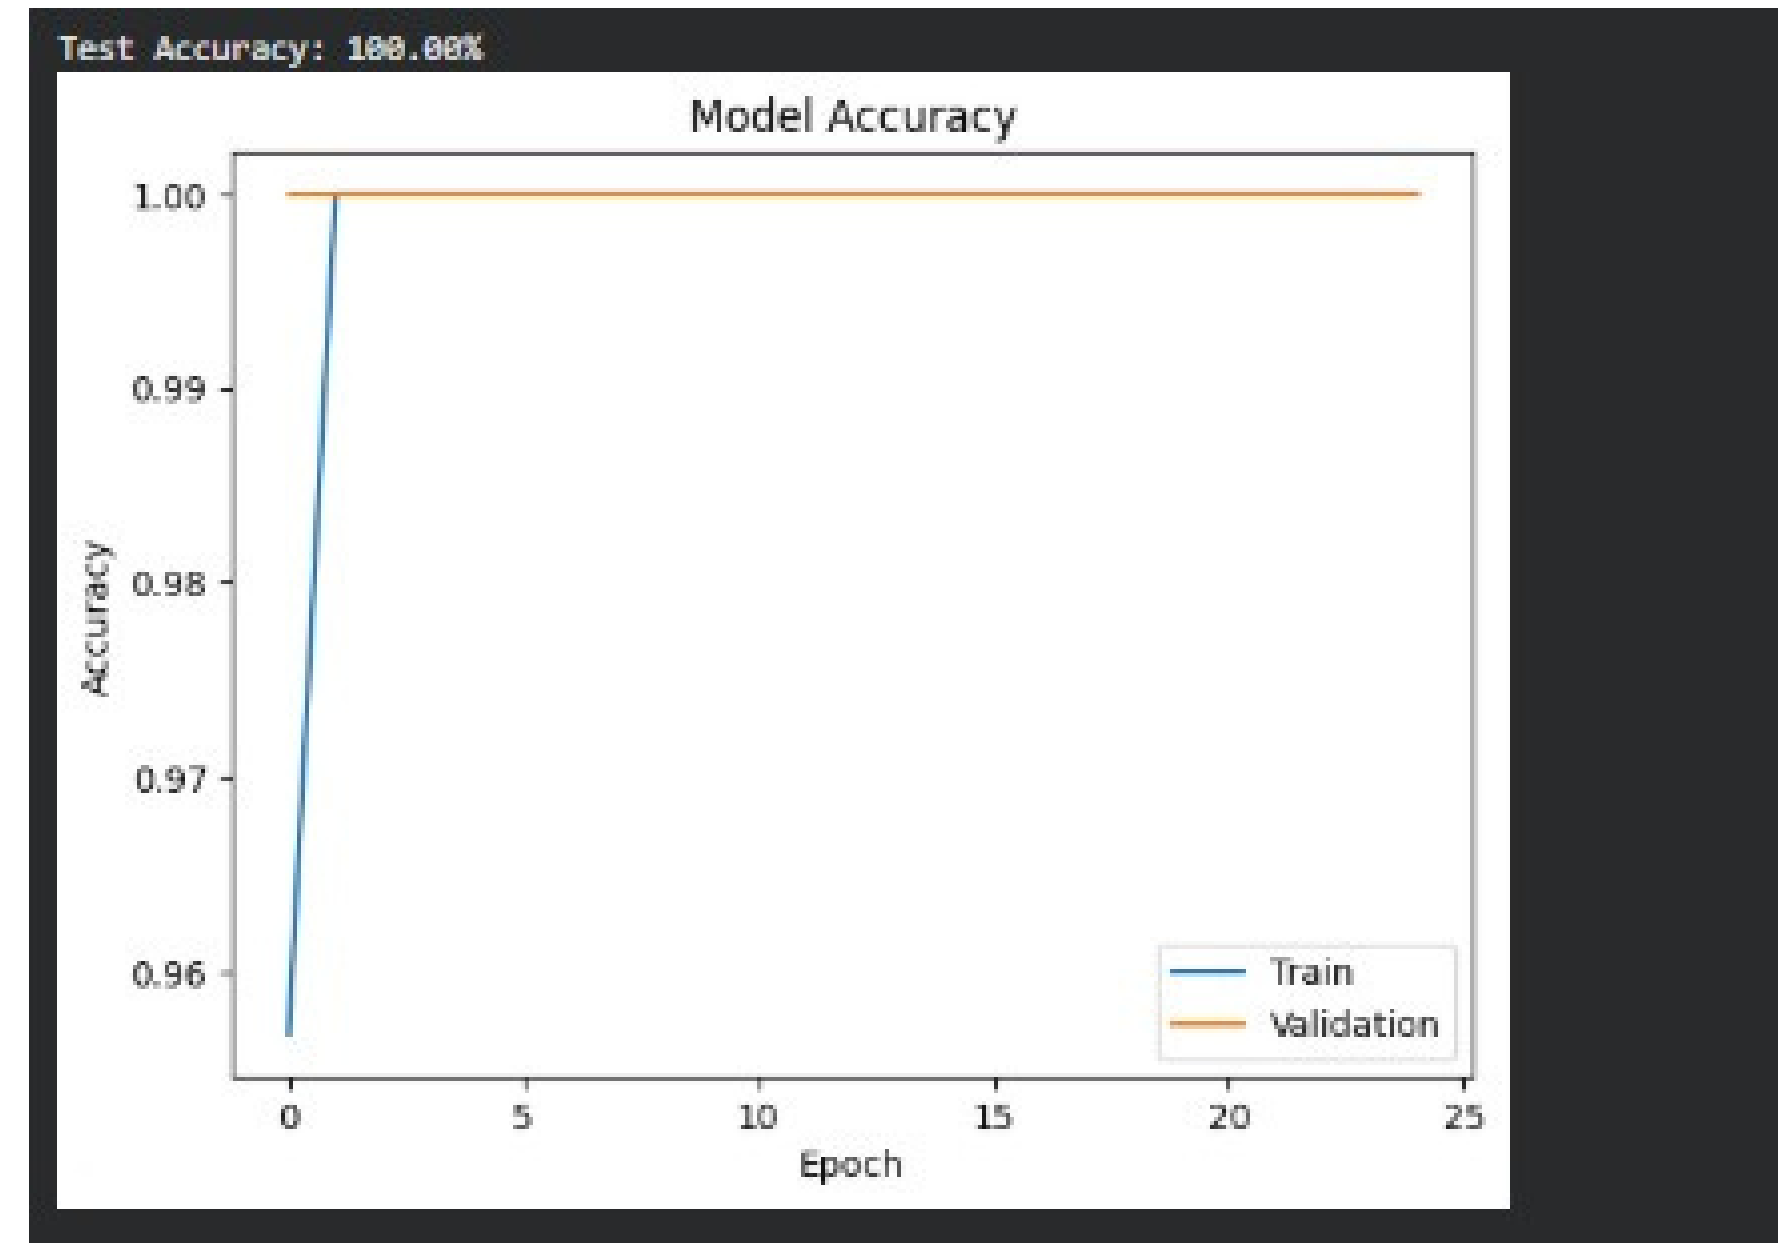 Test Accuracy: 100.00%
Model Accuracy
1.00
0.99
0.98
0.97
0.96
Accuracy
Train
Validation
0 5 10 15 20 25
Epoch